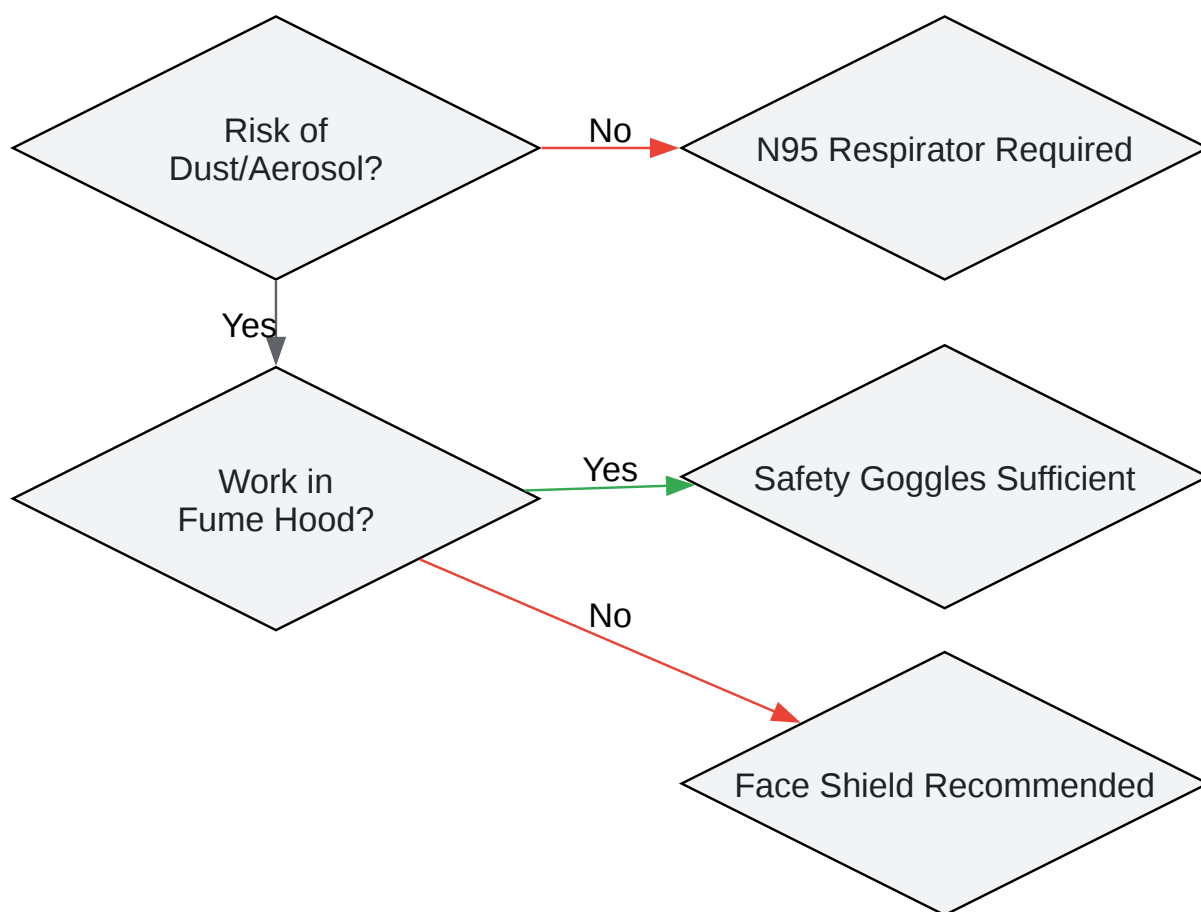 Risk of
Dust/Aerosol?
No
N95 Respirator Required
Yes
Work in
Fume Hood?
Yes
Safety Goggles Sufficient
No
Face Shield Recommended